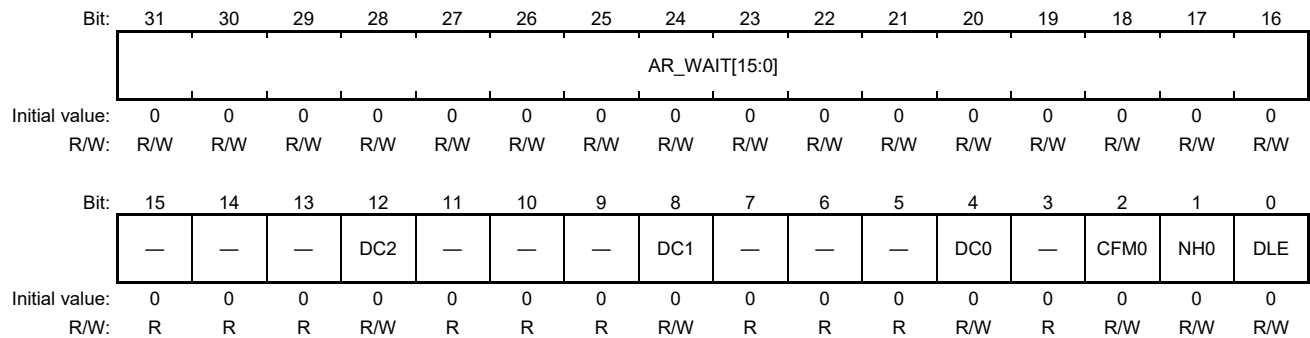 Bit: 31 30 29 28 27 26 25 24 23 22 21 20 19 18 17 16
AR_WAIT[15:0]
Initial value: 0 0 0 0 0 0 0 0 0 0 0 0 0 0 0 0
R/W: R/W R/W R/W R/W R/W R/W R/W R/W R/W R/W R/W R/W R/W R/W R/W R/W
Bit: 15 14 13 12 11 10 9 8 7 6 5 4 3 2 1 0
— — — DC2 — — — DC1 — — — DC0 — CFM0 NH0 DLE
Initial value: 0 0 0 0 0 0 0 0 0 0 0 0 0 0 0 0
R/W: R R R R/W R R R R/W R R R R/W R R/W R/W R/W